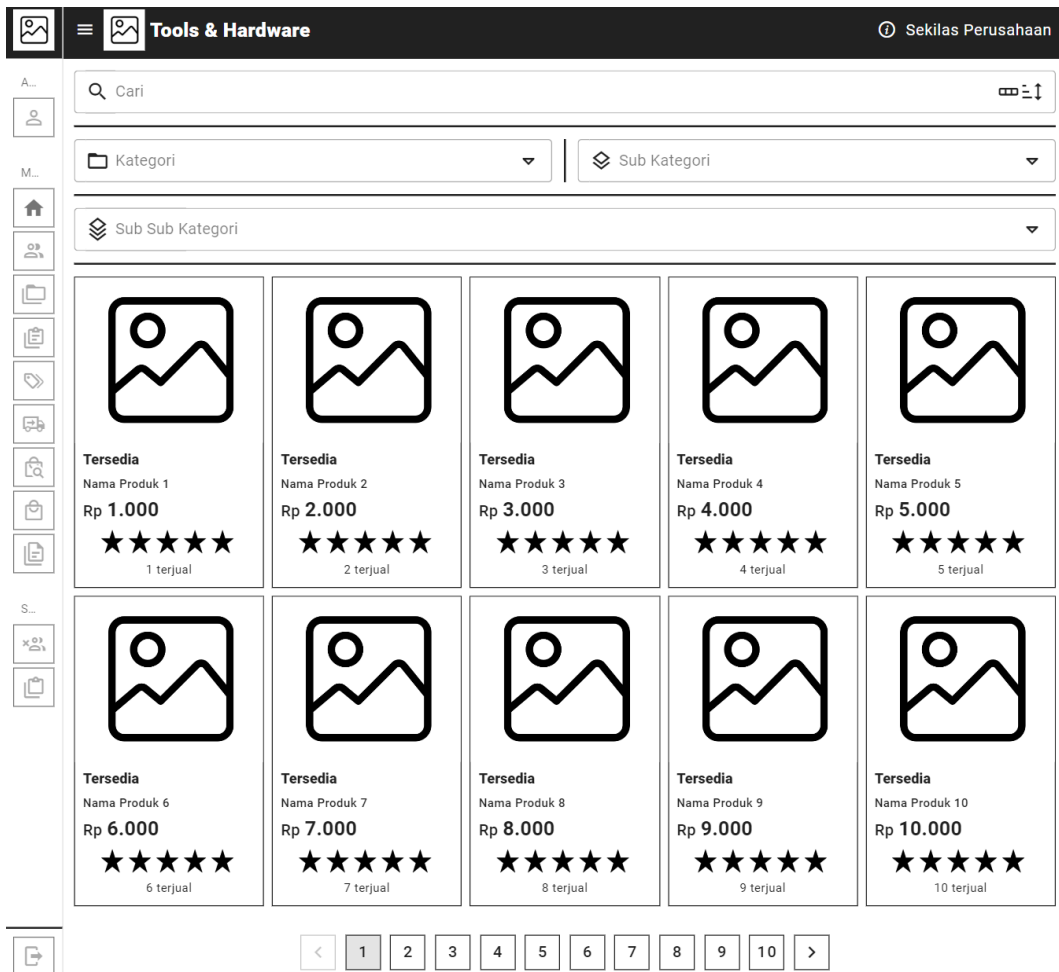 Tools & Hardware
Sekilas Perusahaan
A...
Cari
M...
Kategori
Sub Kategori
Sub Sub Kategori
Tersedia
Nama Produk 1
Rp 1.000
1 terjual
Tersedia
Nama Produk 2
Rp 2.000
2 terjual
Tersedia
Nama Produk 3
Rp 3.000
3 terjual
Tersedia
Nama Produk 4
Rp 4.000
4 terjual
Tersedia
Nama Produk 5
Rp 5.000
5 terjual
S...
Tersedia
Nama Produk 6
Rp 6.000
6 terjual
Tersedia
Nama Produk 7
Rp 7.000
7 terjual
Tersedia
Nama Produk 8
Rp 8.000
8 terjual
Tersedia
Nama Produk 9
Rp 9.000
9 terjual
Tersedia
Nama Produk 10
Rp 10.000
10 terjual
< 1 2 3 4 5 6 7 8 9 10 >